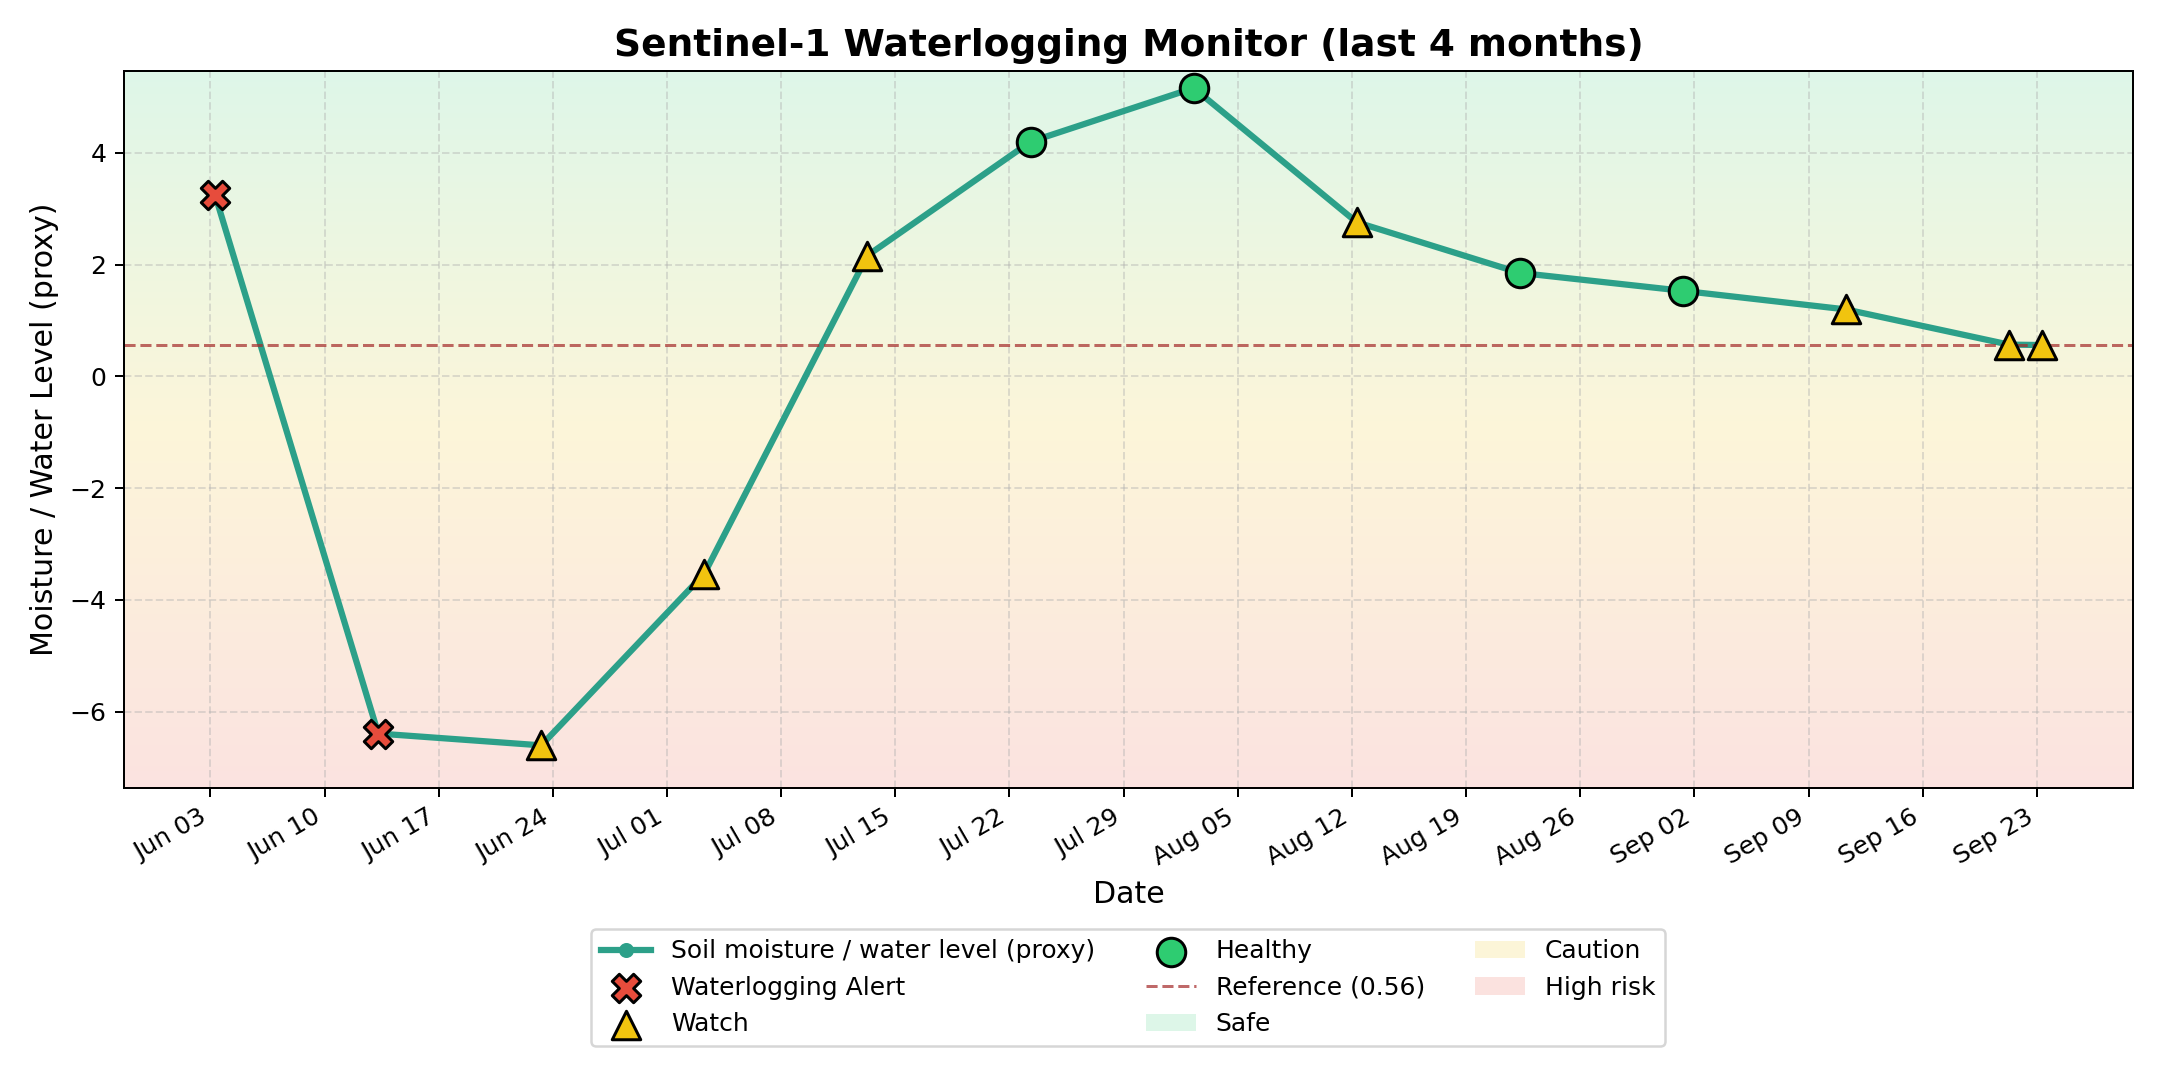 Sentinel-1 Waterlogging Monitor (last 4 months)
Moisture / Water Level (proxy)
4
2
0
−2
−4
−6
Jun 03
Jun 10
Jun 17
Jun 24
Jul 01
Jul 08
Jul 15
Jul 22
Jul 29
Aug 05
Aug 12
Aug 19
Aug 26
Sep 02
Sep 09
Sep 16
Sep 23
Date
Soil moisture / water level (proxy)
Waterlogging Alert
Watch
Healthy
Reference (0.56)
Safe
Caution
High risk